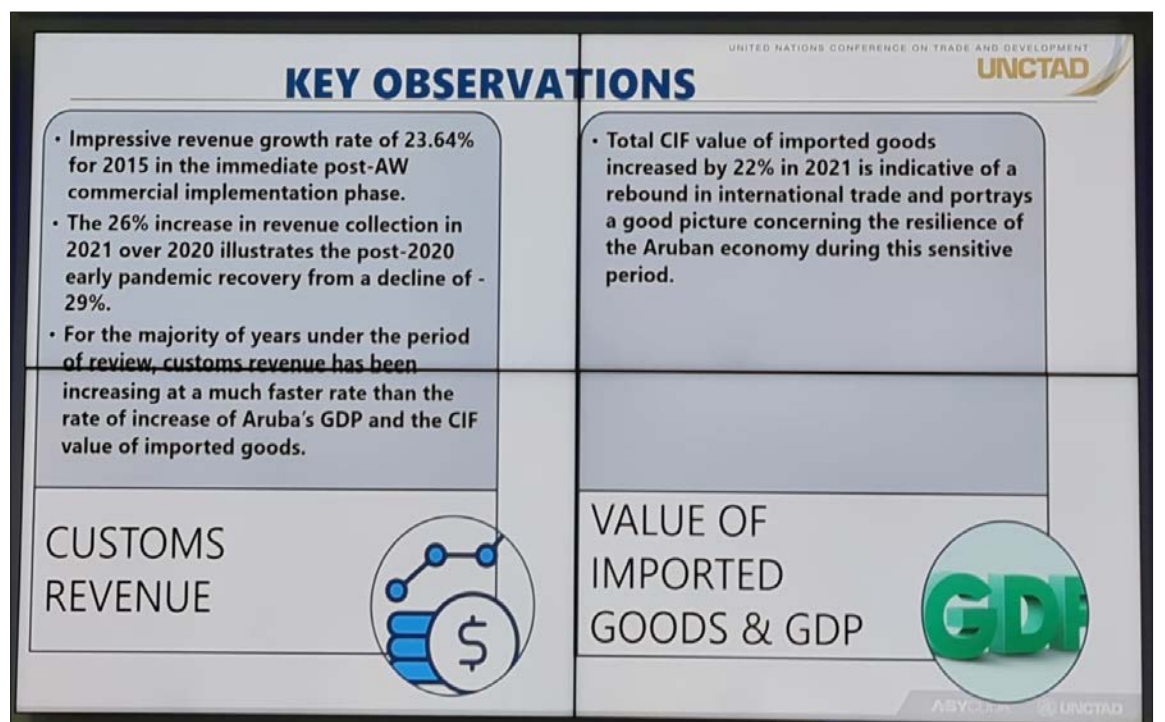 UNITED NATIONS CONFERENCE ON TRADE AND DEVELOPMENT
UNCTAD
KEY OBSERVATIONS
• Impressive revenue growth rate of 23.64%
for 2015 in the immediate post-AW
commercial implementation phase.
• The 26% increase in revenue collection in
2021 over 2020 illustrates the post-2020
early pandemic recovery from a decline of -
29%.
• For the majority of years under the period
of review, customs revenue has been
increasing at a much faster rate than the
rate of increase of Aruba's GDP and the CIF
value of imported goods.
CUSTOMS
REVENUE
$
• Total CIF value of imported goods
increased by 22% in 2021 is indicative of a
rebound in international trade and portrays
a good picture concerning the resilience of
the Aruban economy during this sensitive
period.
VALUE OF
IMPORTED
GOODS & GDP
GDP
ASYCUDA UNCTAD